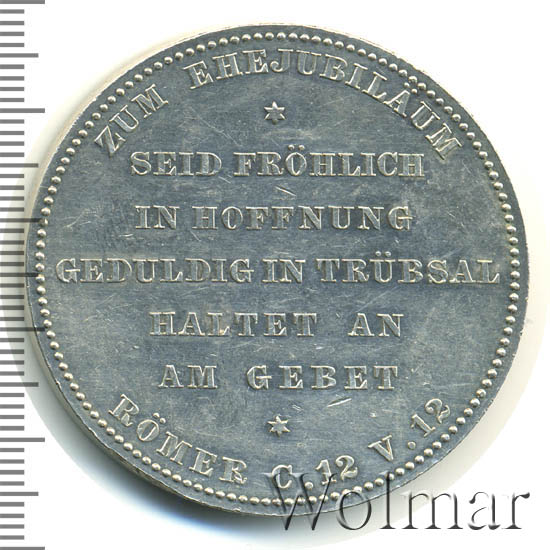 ZUM EHEJUBILÄUM
SEID FRÖHLICH
IN HOFFNUNG
GEDULDIG IN TRÜBSAL
HALTET AN
AM GEBET
RÖMER C.12 V.12
Wolmar